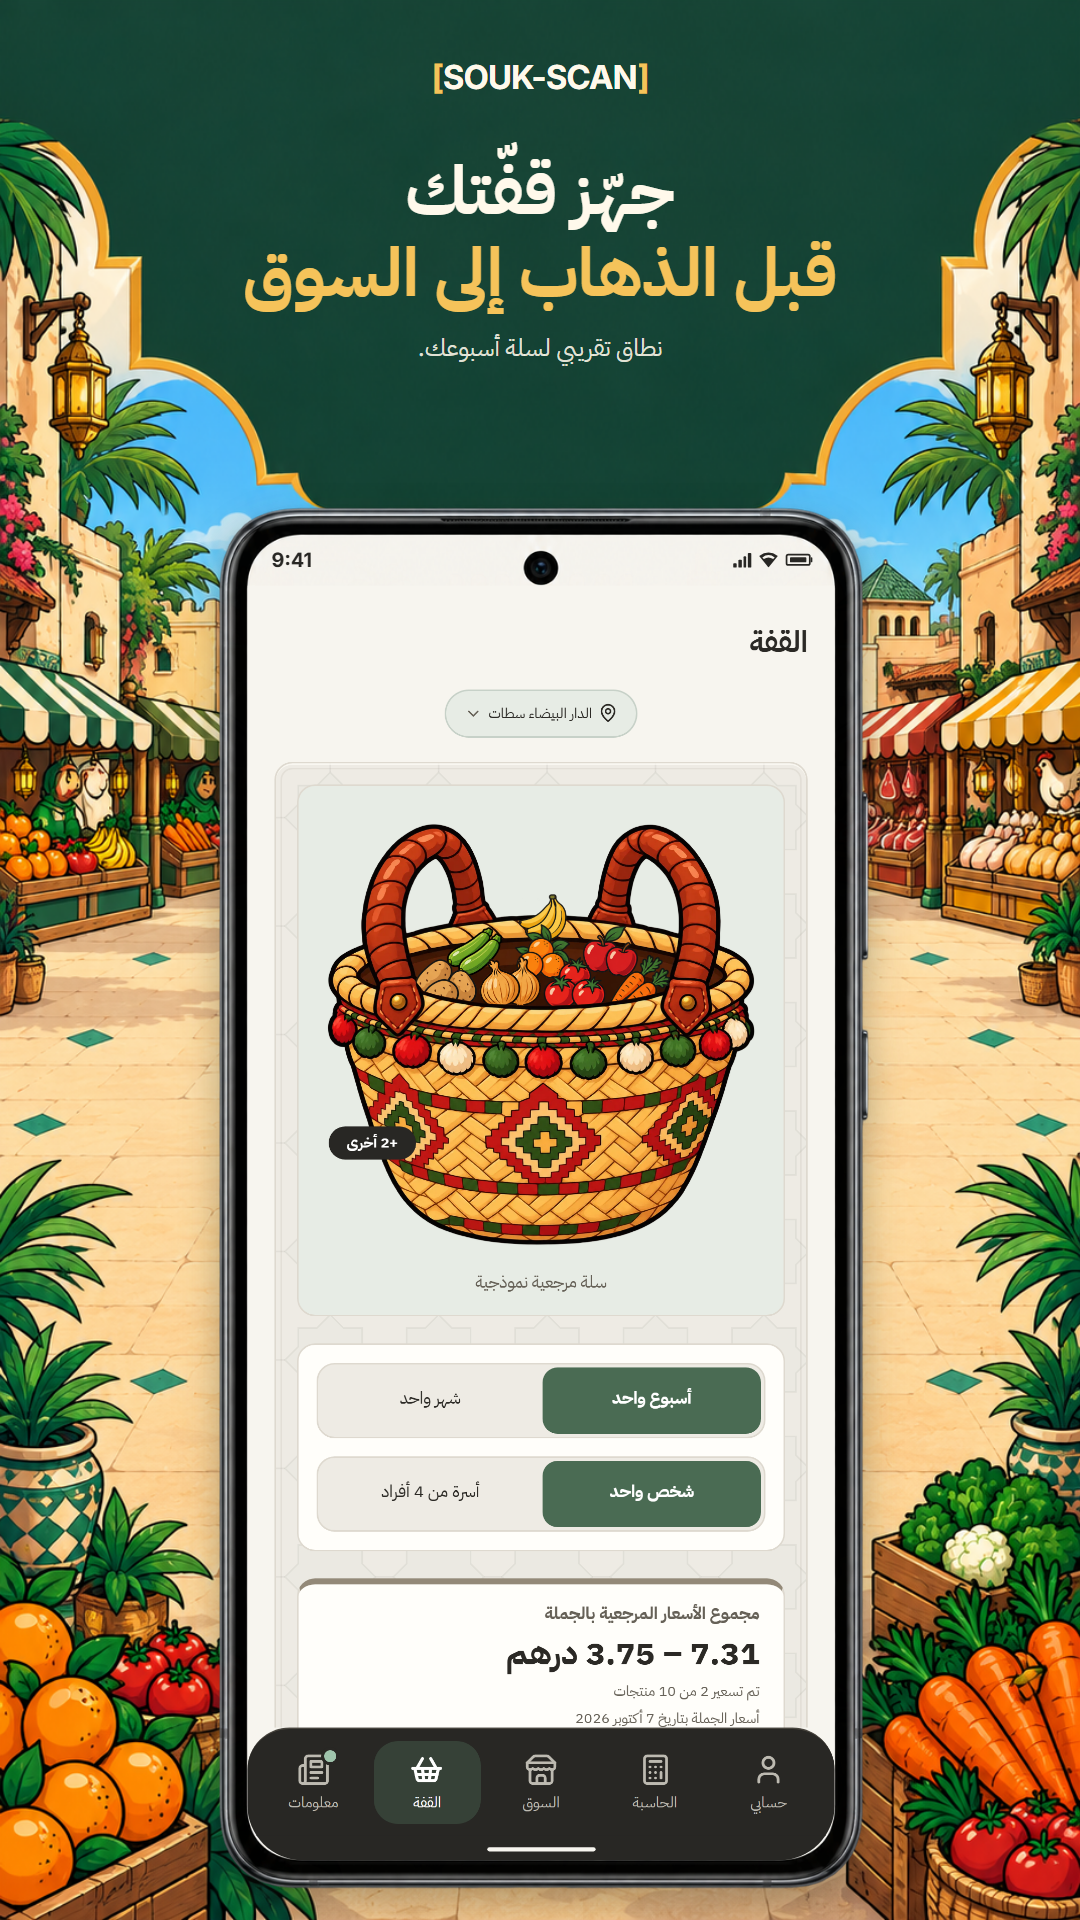 [SOUK-SCAN]
جهّز قفّتك
قبل الذهاب إلى السوق
نطاق تقريبي لسلة أسبوعك.
9:41
القفة
الدار البيضاء سطات
+2 أخرى
سلة مرجعية نموذجية
أسبوع واحد
شهر واحد
شخص واحد
أسرة من 4 أفراد
مجموع الأسعار المرجعية بالجملة
7.31 – 3.75 درهم
تم تسعير 2 من 10 منتجات
أسعار الجملة بتاريخ 7 أكتوبر 2026
حسابي
الحاسبة
السوق
القفة
معلومات